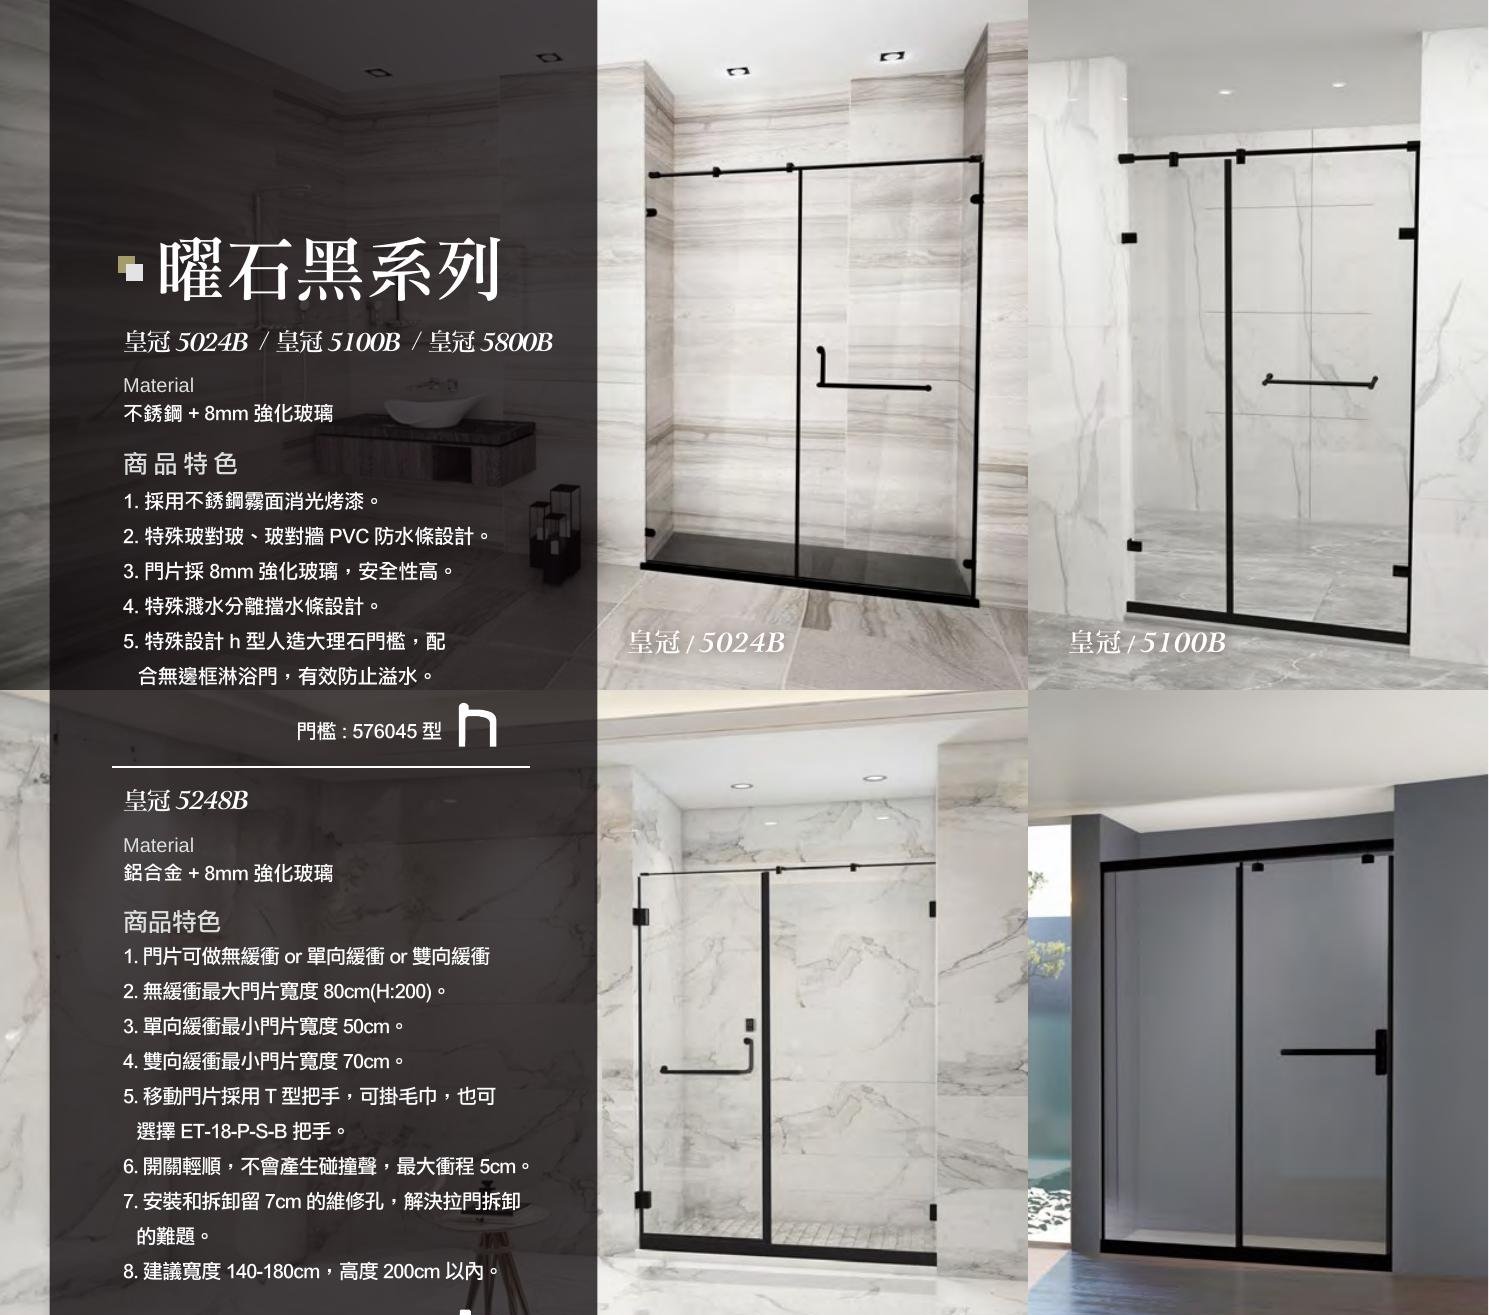 曜石黑系列
皇冠 5024B / 皇冠 5100B / 皇冠 5800B
Material
不銹鋼 + 8mm 強化玻璃
商品特色
1. 採用不銹鋼霧面消光烤漆。
2. 特殊玻對玻、玻對牆 PVC 防水條設計。
3. 門片採 8mm 強化玻璃，安全性高。
4. 特殊濺水分離擋水條設計。
5. 特殊設計 h 型人造大理石門檻，配
合無邊框淋浴門，有效防止溢水。
門檻 : 576045 型 h
皇冠 5248B
Material
鋁合金 + 8mm 強化玻璃
商品特色
1. 門片可做無緩衝 or 單向緩衝 or 雙向緩衝
2. 無緩衝最大門片寬度 80cm(H:200)。
3. 單向緩衝最小門片寬度 50cm。
4. 雙向緩衝最小門片寬度 70cm。
5. 移動門片採用 T 型把手，可掛毛巾，也可
選擇 ET-18-P-S-B 把手。
6. 開關輕順，不會產生碰撞聲，最大衝程 5cm。
7. 安裝和拆卸留 7cm 的維修孔，解決拉門拆卸
的難題。
8. 建議寬度 140-180cm，高度 200cm 以內。
皇冠 / 5024B
皇冠 / 5100B